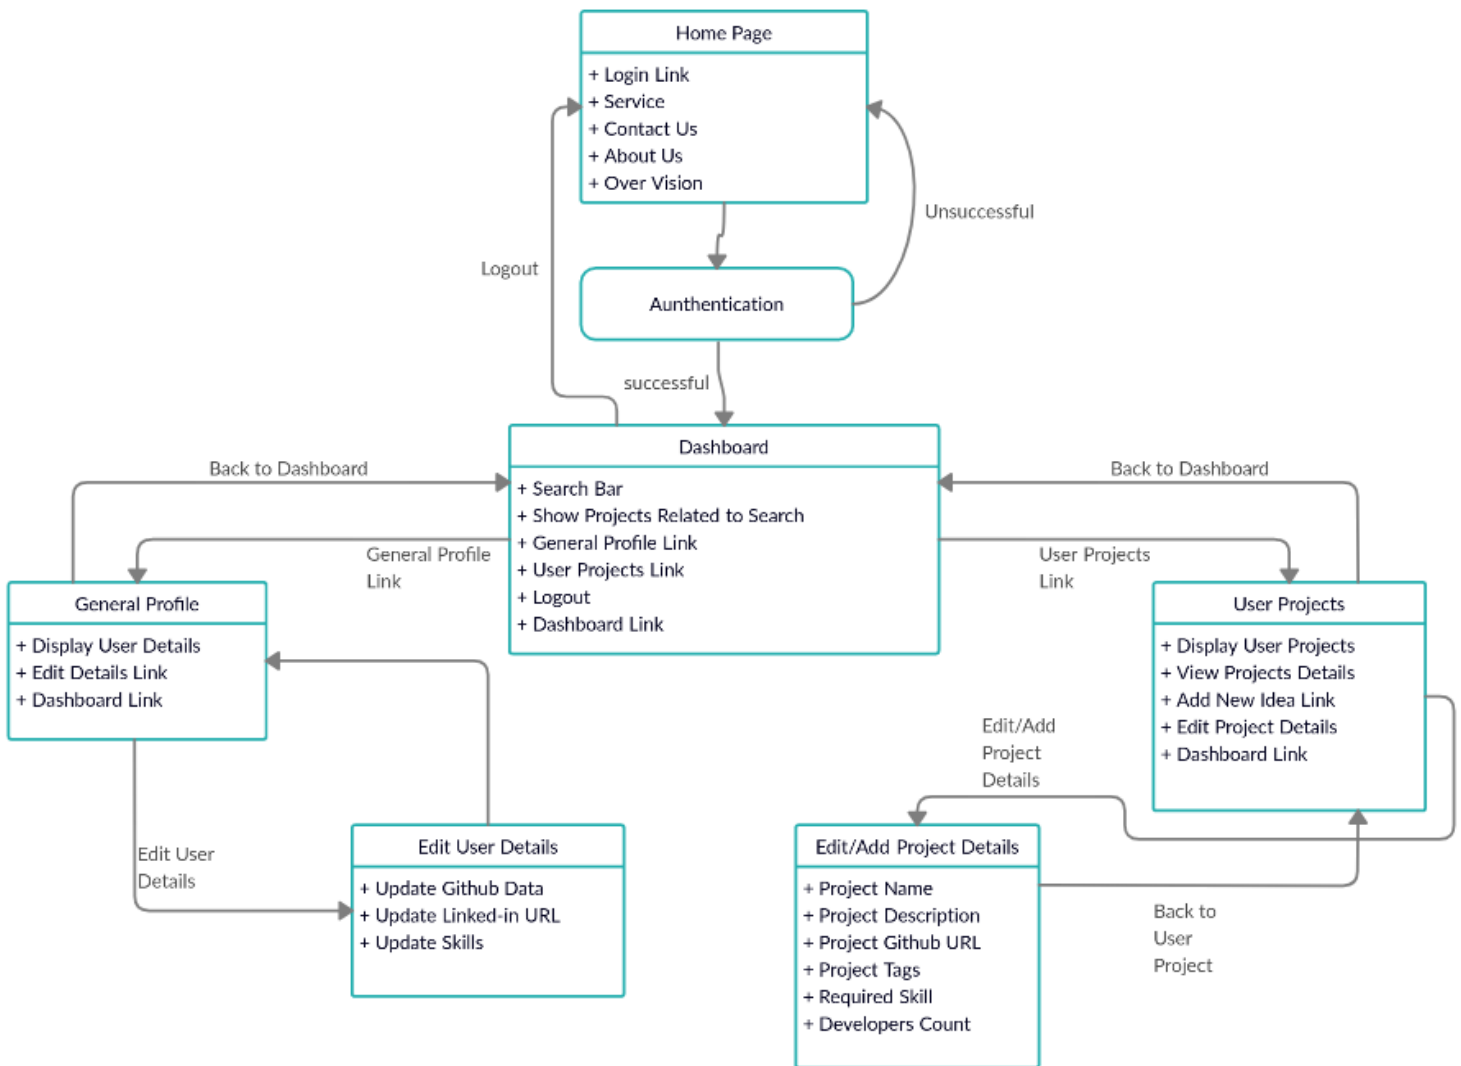 Home Page
+ Login Link
+ Service
+ Contact Us
+ About Us
+ Over Vision
Unsuccessful
Logout
Aunthentication
successful
Dashboard
+ Search Bar
+ Show Projects Related to Search
+ General Profile Link
+ User Projects Link
+ Logout
+ Dashboard Link
Back to Dashboard
Back to Dashboard
General Profile
Link
User Projects
Link
General Profile
+ Display User Details
+ Edit Details Link
+ Dashboard Link
User Projects
+ Display User Projects
+ View Projects Details
+ Add New Idea Link
+ Edit Project Details
+ Dashboard Link
Edit/Add
Project
Details
Edit User
Details
Edit User Details
+ Update Github Data
+ Update Linked-in URL
+ Update Skills
Edit/Add Project Details
+ Project Name
+ Project Description
+ Project Github URL
+ Project Tags
+ Required Skill
+ Developers Count
Back to
User
Project